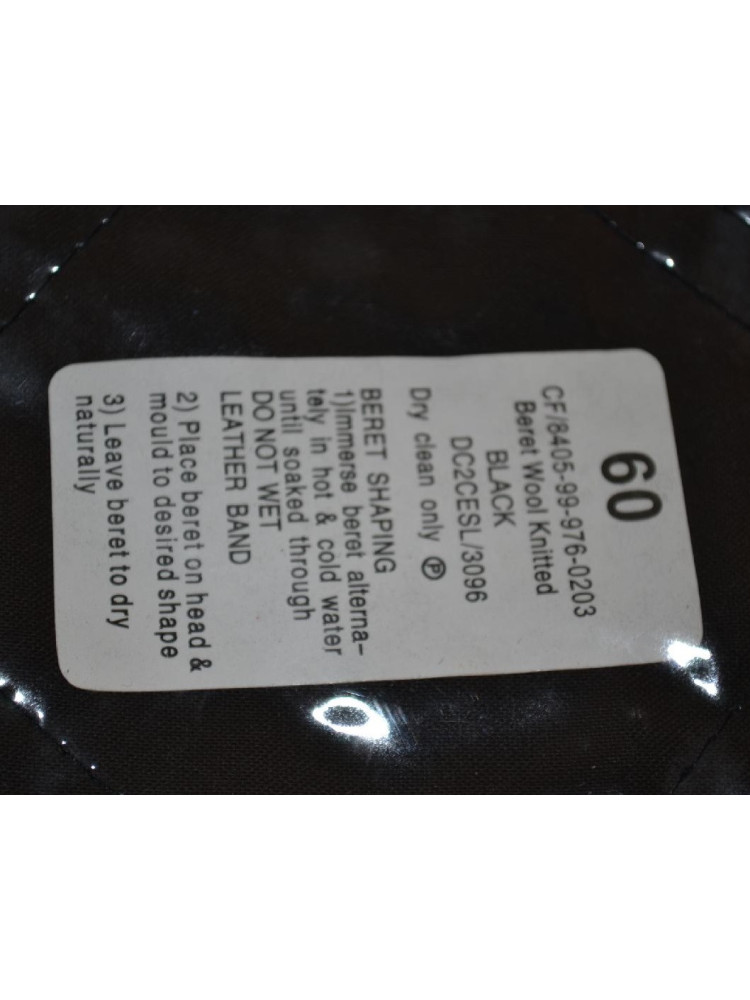 60
CF/8405-99-976-0203
Beret Wool Knitted
BLACK
DC2CESL/3096
Dry clean only Ⓟ
BERET SHAPING
1)Immerse beret alterna-
tely in hot & cold water
until soaked through
DO NOT WET
LEATHER BAND
2) Place beret on head &
mould to desired shape
3) Leave beret to dry
naturally